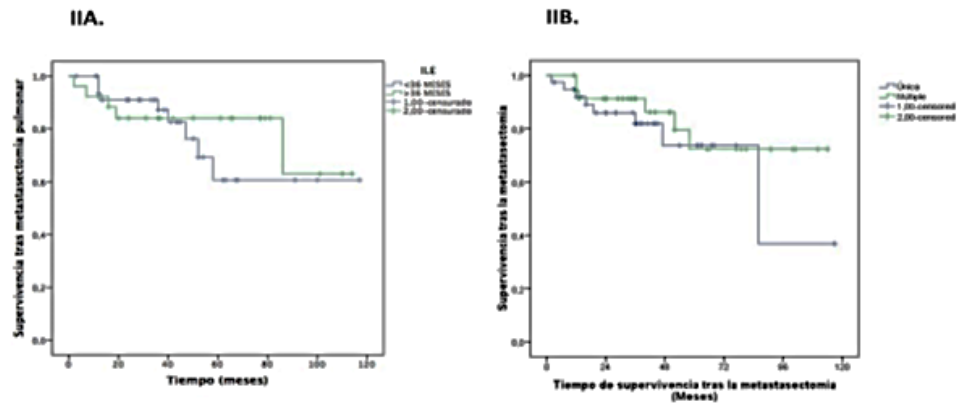 IIA.
Supervivencia tras metastasectomía pulmonar
1,0
0,8
0,6
0,4
0,2
0,0
0 20 40 60 80 100 120
Tiempo (meses)
ILE
<36 MESES
>36 MESES
1,00-censurado
2,00-censurado
IIB.
Supervivencia tras la metastasectomia
1,0
0,8
0,6
0,4
0,2
0,0
0 24 48 72 96 120
Tiempo de supervivencia tras la metastasectomia
(Meses)
Única
Múltiple
1,00-censored
2,00-censored